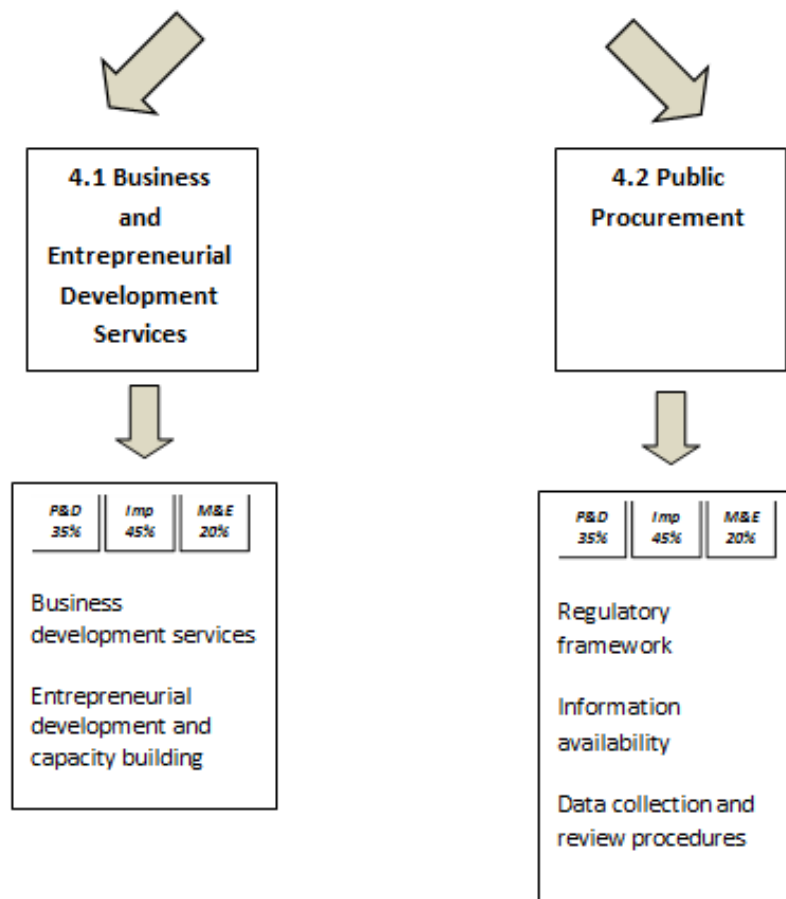 4.1 Business
and
Entrepreneurial
Development
Services
P&D
35%
Imp
45%
M&E
20%
Business
development services
Entrepreneurial
development and
capacity building
4.2 Public
Procurement
P&D
35%
Imp
45%
M&E
20%
Regulatory
framework
Information
availability
Data collection and
review procedures